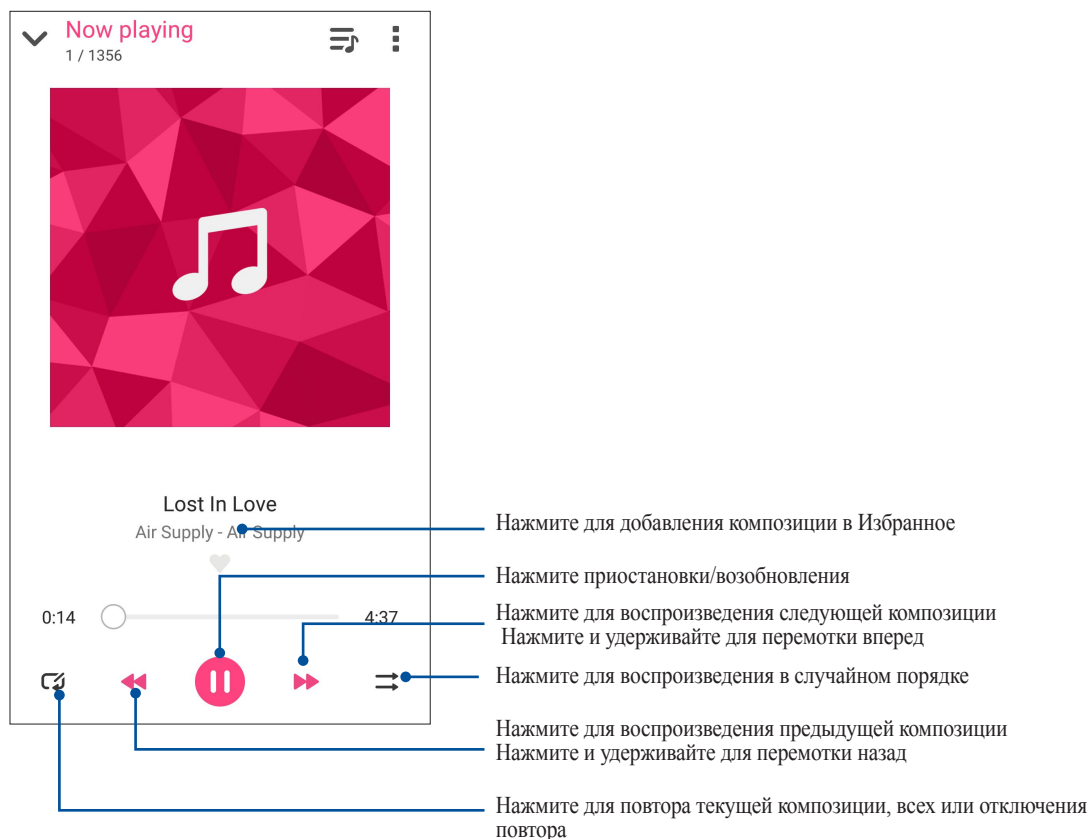 Now playing
1 / 1356
Lost In Love
Air Supply - Air Supply
Нажмите для добавления композиции в Избранное
Нажмите приостановки/возобновления
0:14
4:37
Нажмите для воспроизведения следующей композиции
Нажмите и удерживайте для перемотки вперед
Нажмите для воспроизведения в случайном порядке
Нажмите для воспроизведения предыдущей композиции
Нажмите и удерживайте для перемотки назад
Нажмите для повтора текущей композиции, всех или отключения
повтора